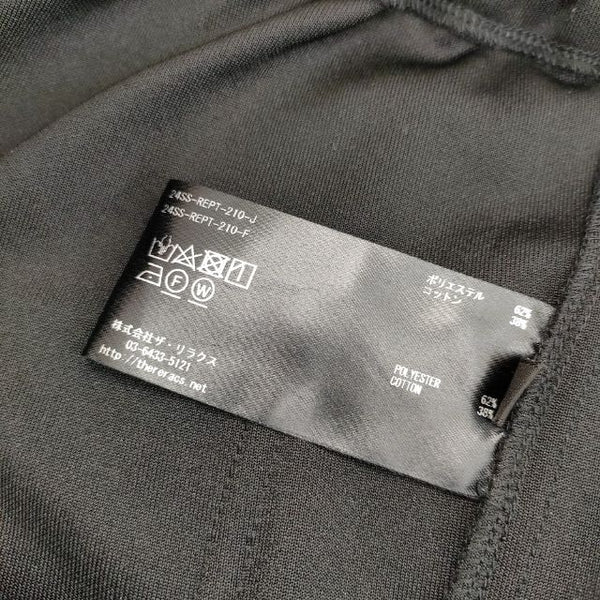 24SS-REPT-210-J
24SS-REPT-210-F
F W
株式会社ザ・リラクス
03-6433-5121
http://thereracs.net
ポリエステル 62%
コットン 38%
POLYESTER 62%
COTTON 38%